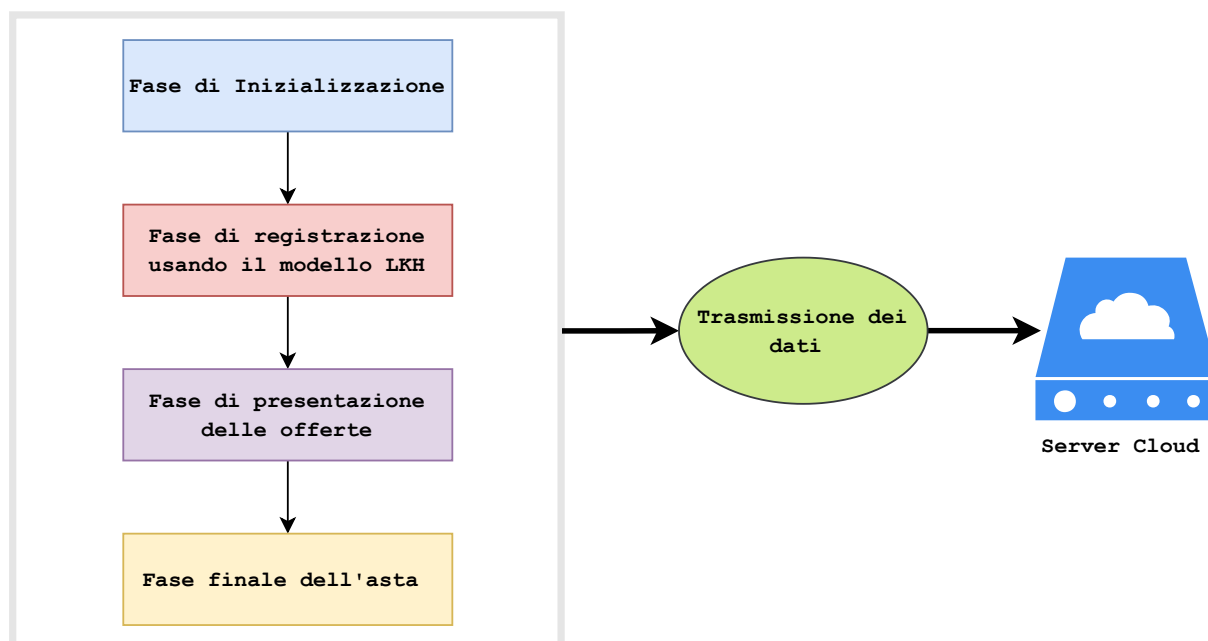 Fase di Inizializzazione
Fase di registrazione
usando il modello LKH
Fase di presentazione
delle offerte
Fase finale dell'asta
Trasmissione dei
dati
Server Cloud